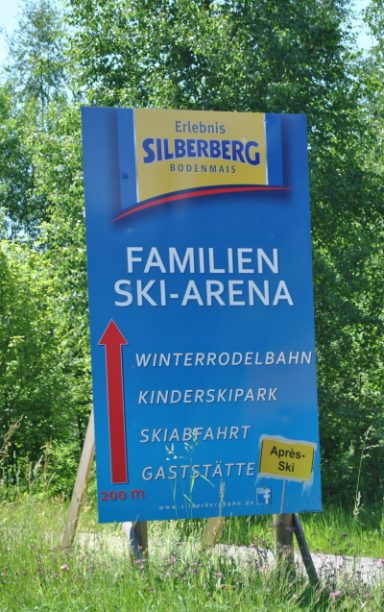 Erlebnis
SILBERBERG
BODENMAIS
FAMILIEN
SKI-ARENA
WINTERRODELBAHN
KINDERSKIPARK
SKIABFAHRT
GASTSTÄTTE
Après-
Ski
200 m
www.silberbergbahn.de